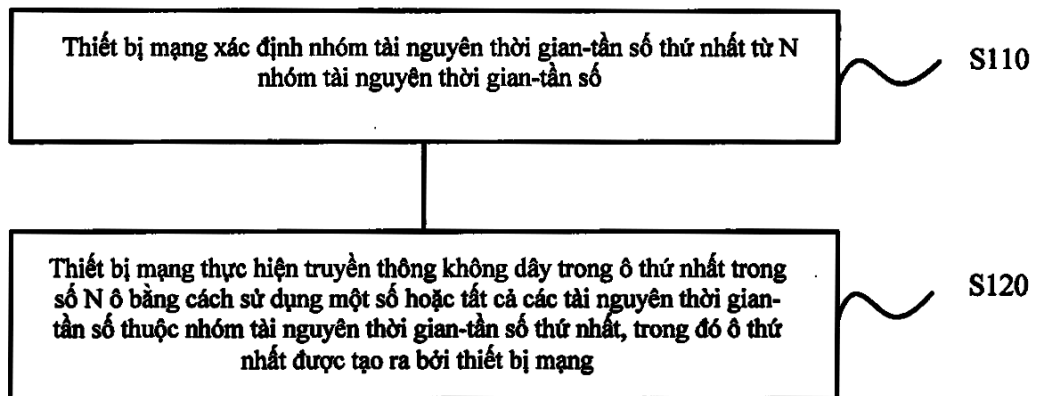 Thiết bị mạng xác định nhóm tài nguyên thời gian-tần số thứ nhất từ N
nhóm tài nguyên thời gian-tần số
S110
Thiết bị mạng thực hiện truyền thông không dây trong ô thứ nhất trong
số N ô bằng cách sử dụng một số hoặc tất cả các tài nguyên thời gian-
tần số thuộc nhóm tài nguyên thời gian-tần số thứ nhất, trong đó ô thứ
nhất được tạo ra bởi thiết bị mạng
S120